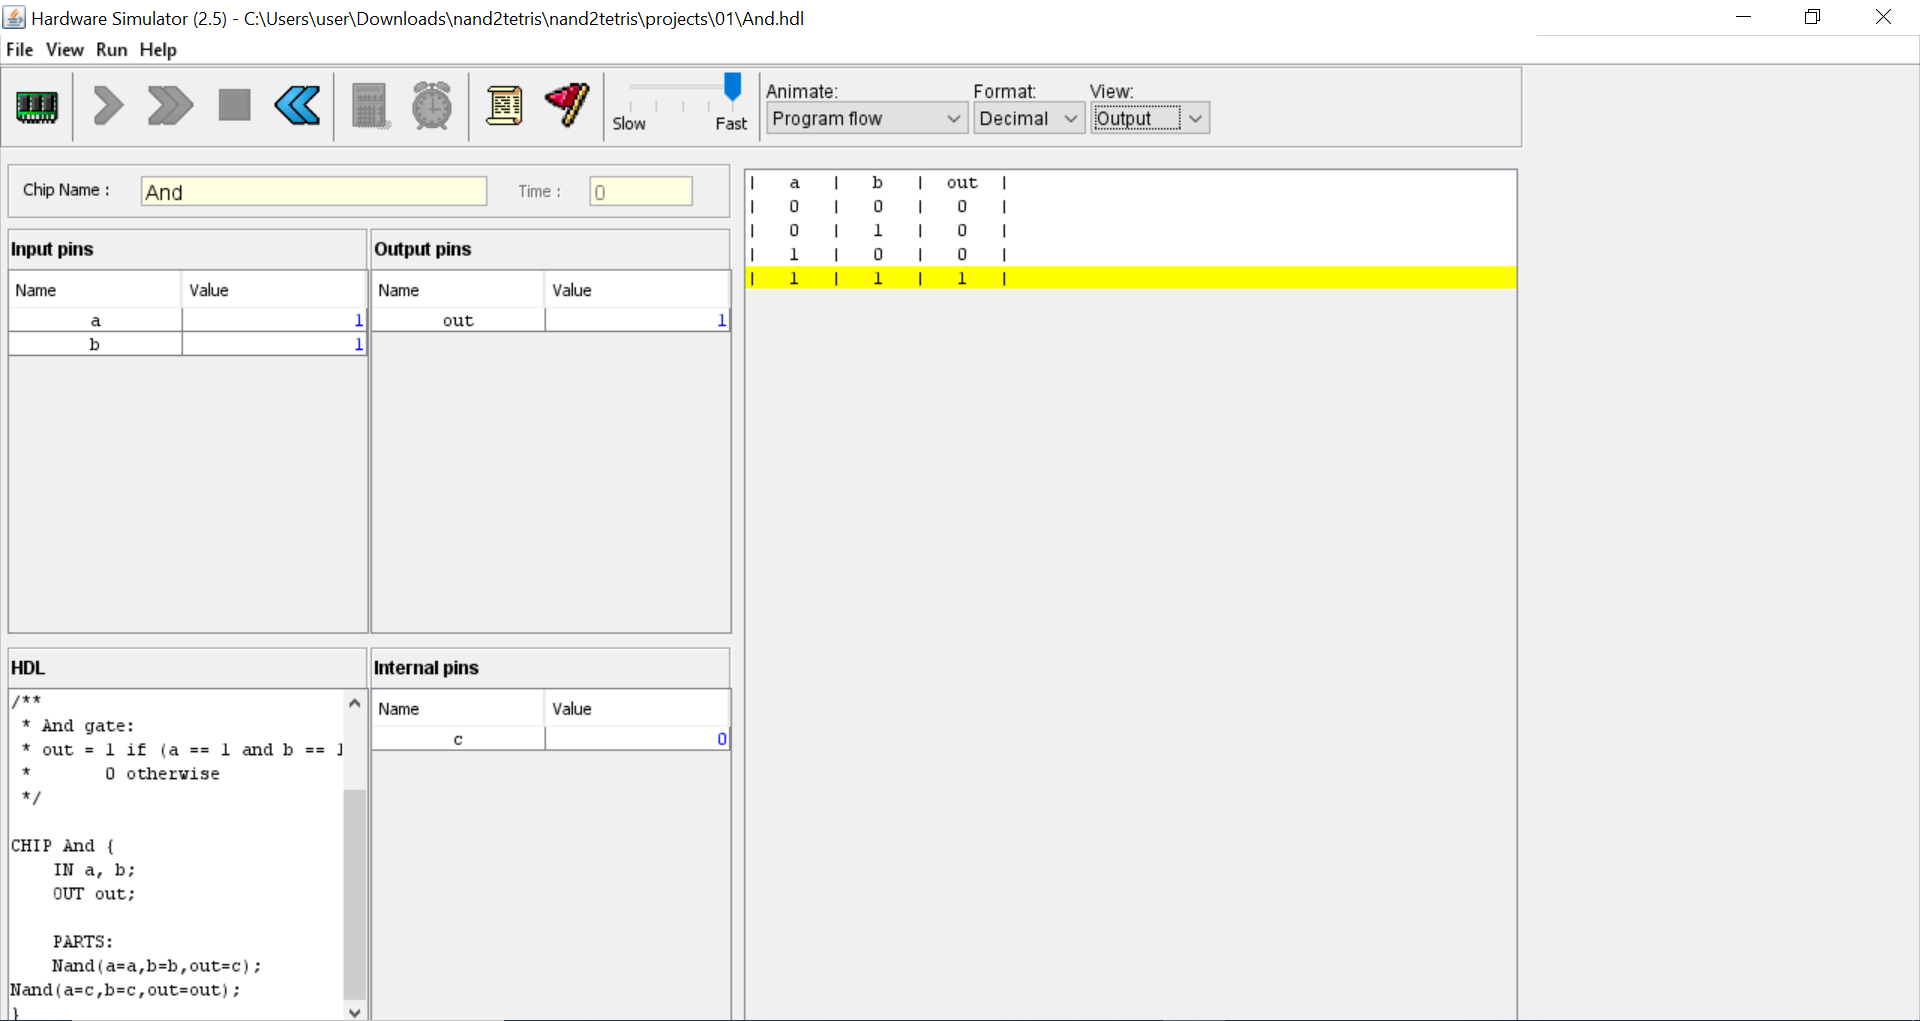 Hardware Simulator (2.5) - C:\Users\user\Downloads\nand2tetris\nand2tetris\projects\01\And.hdl
File View Run Help
Slow Fast
Animate: Format: View:
Program flow Decimal Output
Chip Name : And Time : 0
Input pins
Name Value
a 1
b 1
Output pins
Name Value
out 1
HDL
/**
* And gate:
* out = 1 if (a == 1 and b == 1
* 0 otherwise
*/
CHIP And {
IN a, b;
OUT out;
PARTS:
Nand(a=a,b=b,out=c);
Nand(a=c,b=c,out=out);
}
Internal pins
Name Value
c 0
| a | b | out |
| 0 | 0 | 0 |
| 0 | 1 | 0 |
| 1 | 0 | 0 |
| 1 | 1 | 1 |